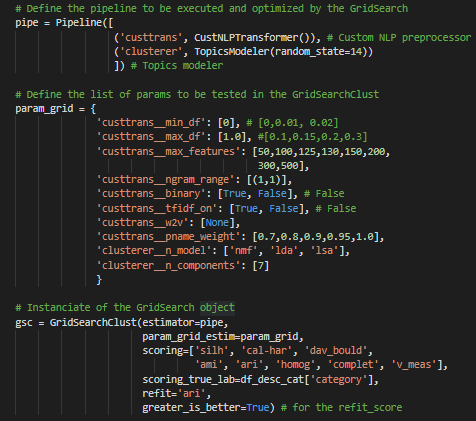 # Define the pipeline to be executed and optimized by the GridSearch
pipe = Pipeline([
('custtrans', CustNLPTransformer()), # Custom NLP preprocessor
('clusterer', TopicsModeler(random_state=14))
]) # Topics modeler
# Define the list of params to be tested in the GridSearchClust
param_grid = {
'custtrans__min_df': [0], # [0,0.01, 0.02]
'custtrans__max_df': [1.0], #[0.1,0.15,0.2,0.3]
'custtrans__max_features': [50,100,125,130,150,200,
300,500],
'custtrans__ngram_range': [(1,1)],
'custtrans__binary': [True, False], # False
'custtrans__tfidf_on': [True, False], # False
'custtrans__w2v': [None],
'custtrans__pname_weight': [0.7,0.8,0.9,0.95,1.0],
'clusterer__n_model': ['nmf', 'lda', 'lsa'],
'clusterer__n_components': [7]
}
# Instanciate of the GridSearch object
gsc = GridSearchClust(estimator=pipe,
param_grid_estim=param_grid,
scoring=['silh', 'cal-har', 'dav_bould',
'ami', 'ari', 'homog', 'complet', 'v_meas'],
scoring_true_lab=df_desc_cat['category'],
refit='ari',
greater_is_better=True) # for the refit_score